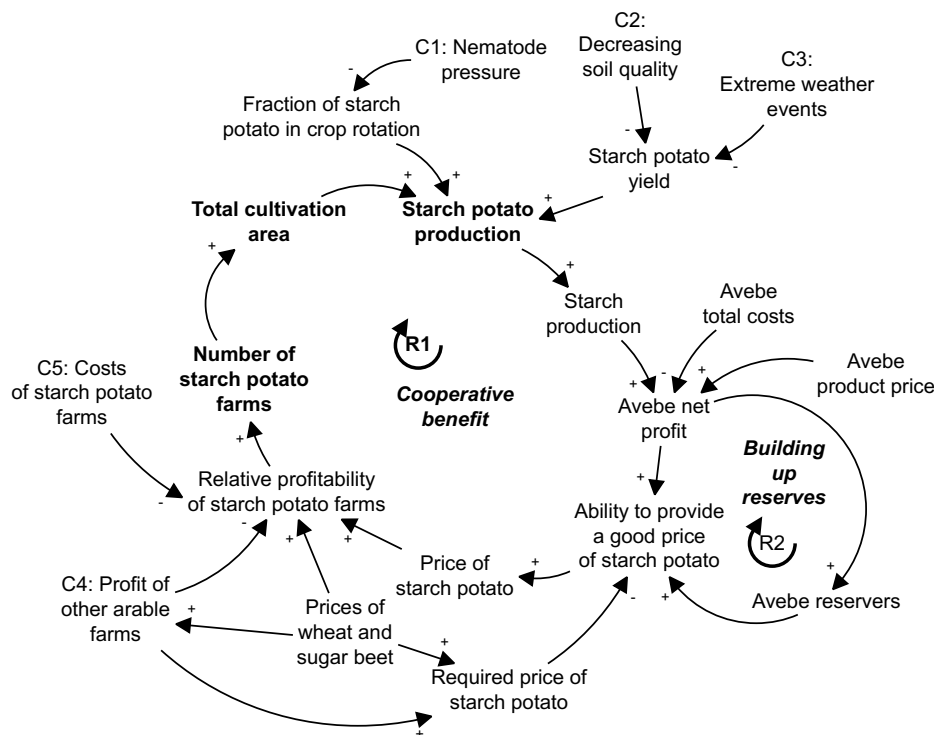 C1: Nematode
pressure
C2:
Decreasing
soil quality
C3:
Extreme weather
events
-
Fraction of starch
potato in crop rotation
-
-
Starch potato
yield
+
+
+
Total cultivation
area
Starch potato
production
+
+
Starch
production
Avebe
total costs
R1
Cooperative
benefit
Number of
starch potato
farms
C5: Costs
of starch potato
farms
Avebe
product price
+
-
+
Avebe net
profit
Building
up
reserves
R2
+
-
Relative profitability
of starch potato farms
+
Ability to provide
a good price
of starch potato
-
+
+
Price of
starch potato
+
+
Avebe reservers
C4: Profit of
other arable
farms
+
Prices of
wheat and
sugar beet
-
+
+
Required price of
starch potato
+